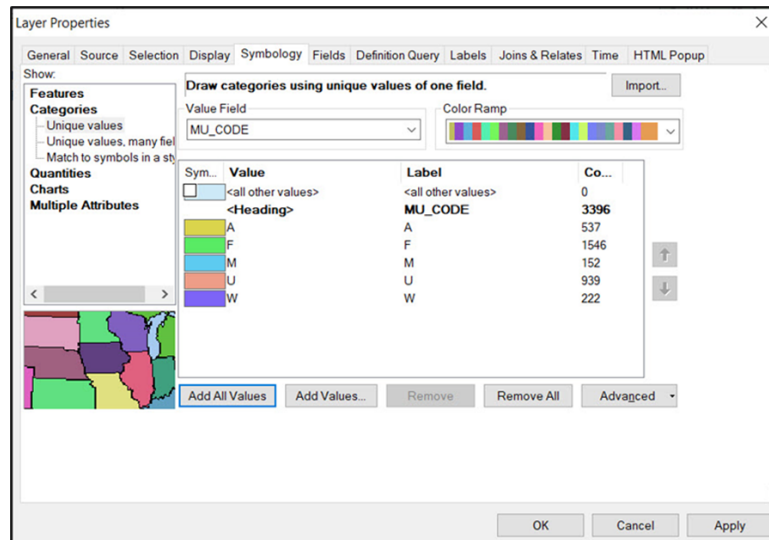 Layer Properties
General Source Selection Display Symbology Fields Definition Query Labels Joins & Relates Time HTML Popup
Show:
Features
Categories
Unique values
Unique values, many fiel
Match to symbols in a sty
Quantities
Charts
Multiple Attributes
Draw categories using unique values of one field.
Import...
Value Field
MU_CODE
Color Ramp
Sym... Value Label Co...
<all other values> <all other values> 0
<Heading> MU_CODE 3396
A A 537
F F 1546
M M 152
U U 939
W W 222
Add All Values Add Values... Remove Remove All Advanced
OK Cancel Apply